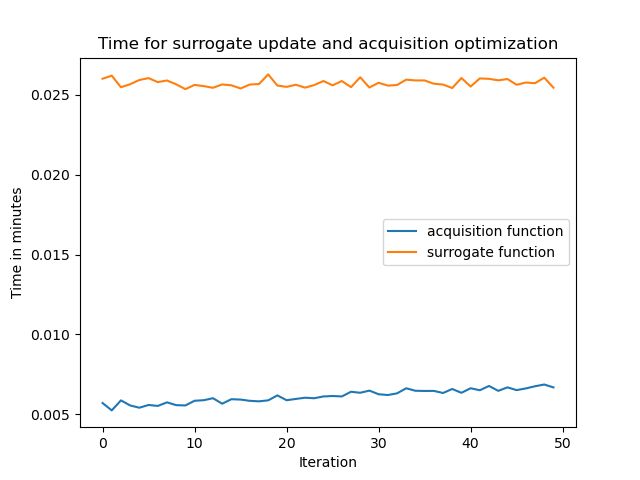 Time for surrogate update and acquisition optimization
Time in minutes
0.025
0.020
0.015
0.010
0.005
acquisition function
surrogate function
0 10 20 30 40 50
Iteration